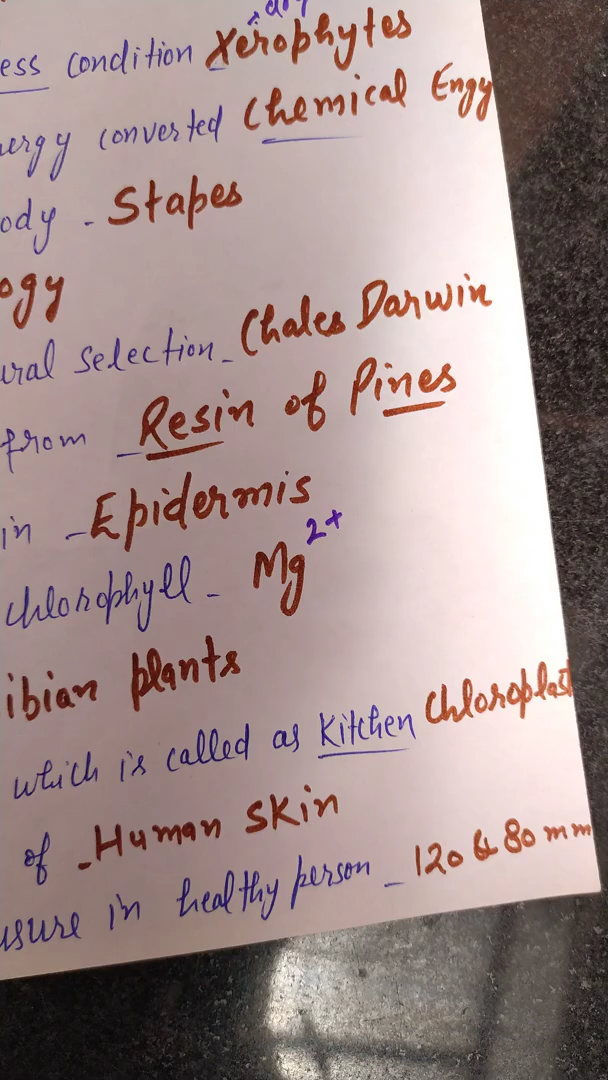 ess condition Xerophytes
ergy converted Chemical Engy
ody - Stapes
ogy
ural selection - Chales Darwin
from - Resin of Pines
in - Epidermis
chlorophyll - Mg2+
ibian plants
which is called as Kitchen Chloroplast
of - Human skin
usure in healthy person - 120 & 80 mm